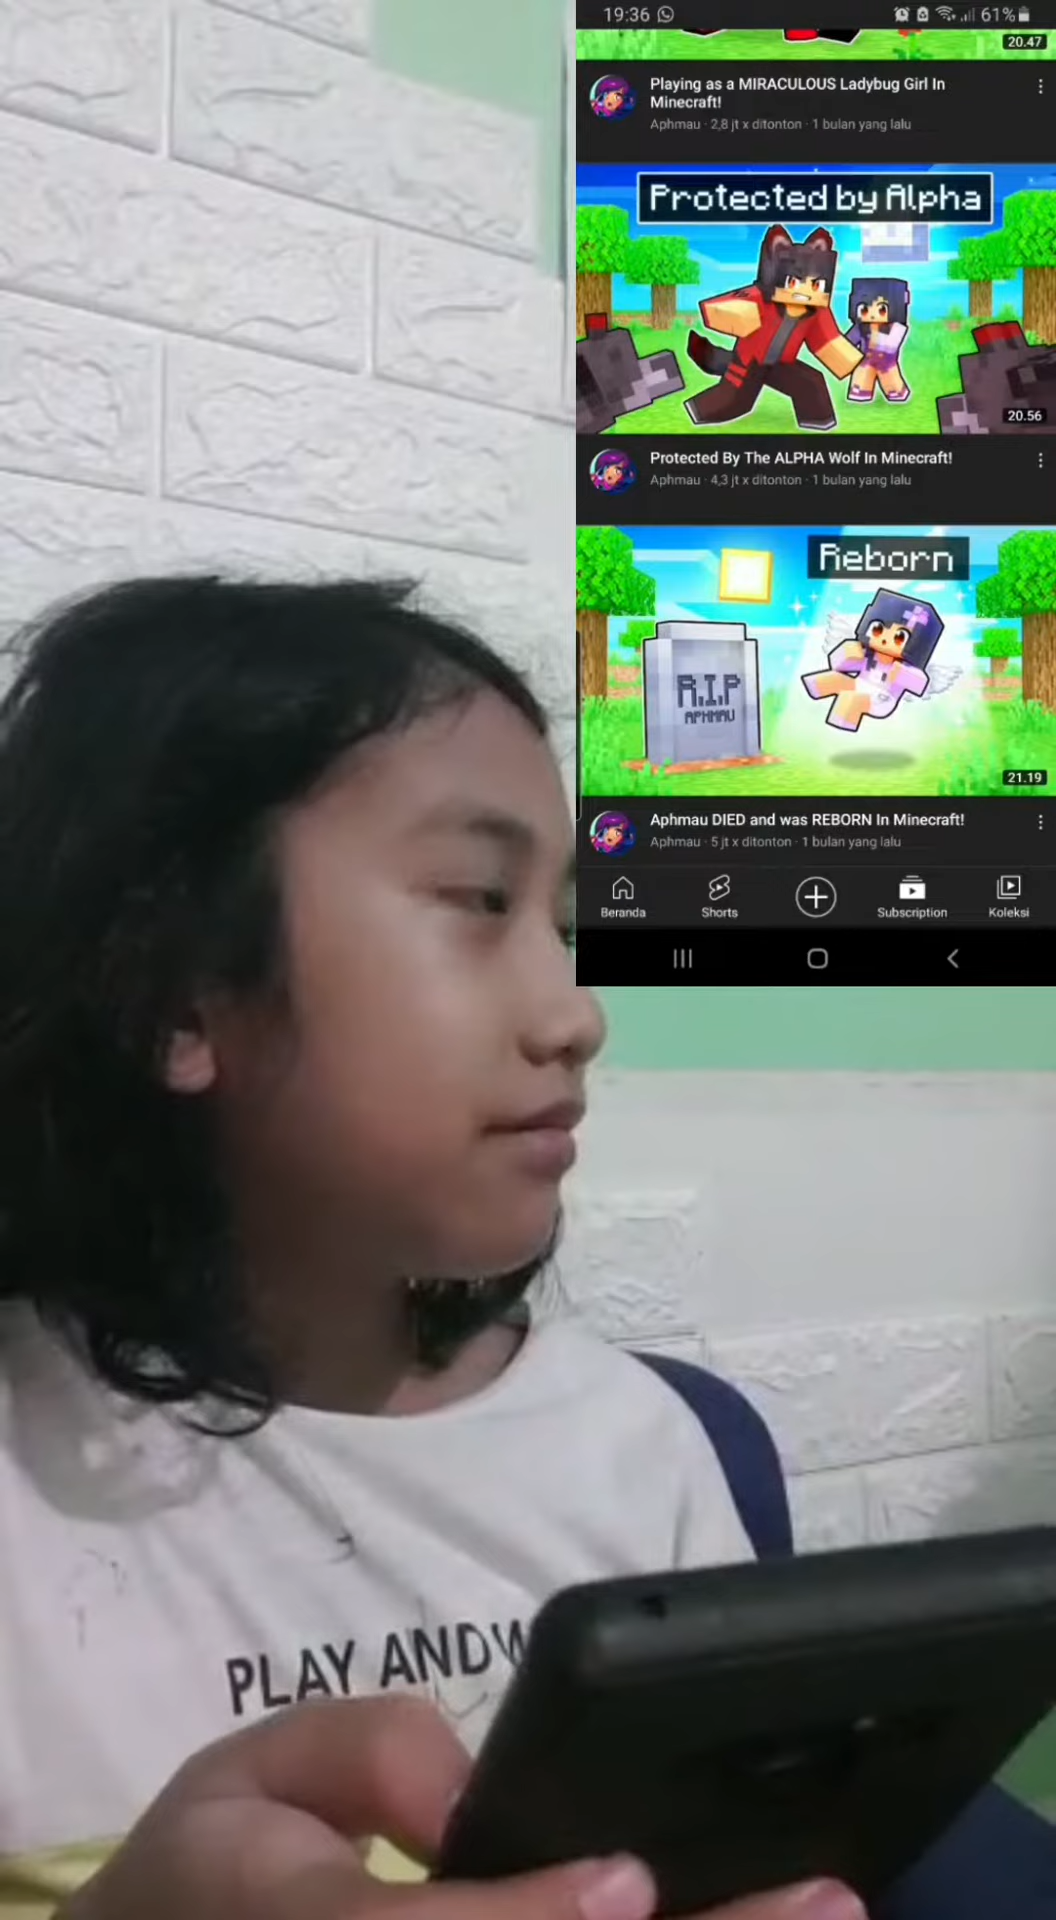 19:36
61%
20.47
Playing as a MIRACULOUS Ladybug Girl In
Minecraft!
Aphmau · 2,8 jt x ditonton · 1 bulan yang lalu
Protected by Alpha
20.56
Protected By The ALPHA Wolf In Minecraft!
Aphmau · 4,3 jt x ditonton · 1 bulan yang lalu
Reborn
R.I.P
APHMAU
21.19
Aphmau DIED and was REBORN In Minecraft!
Aphmau · 5 jt x ditonton · 1 bulan yang lalu
Beranda
Shorts
Subscription
Koleksi
PLAY AND